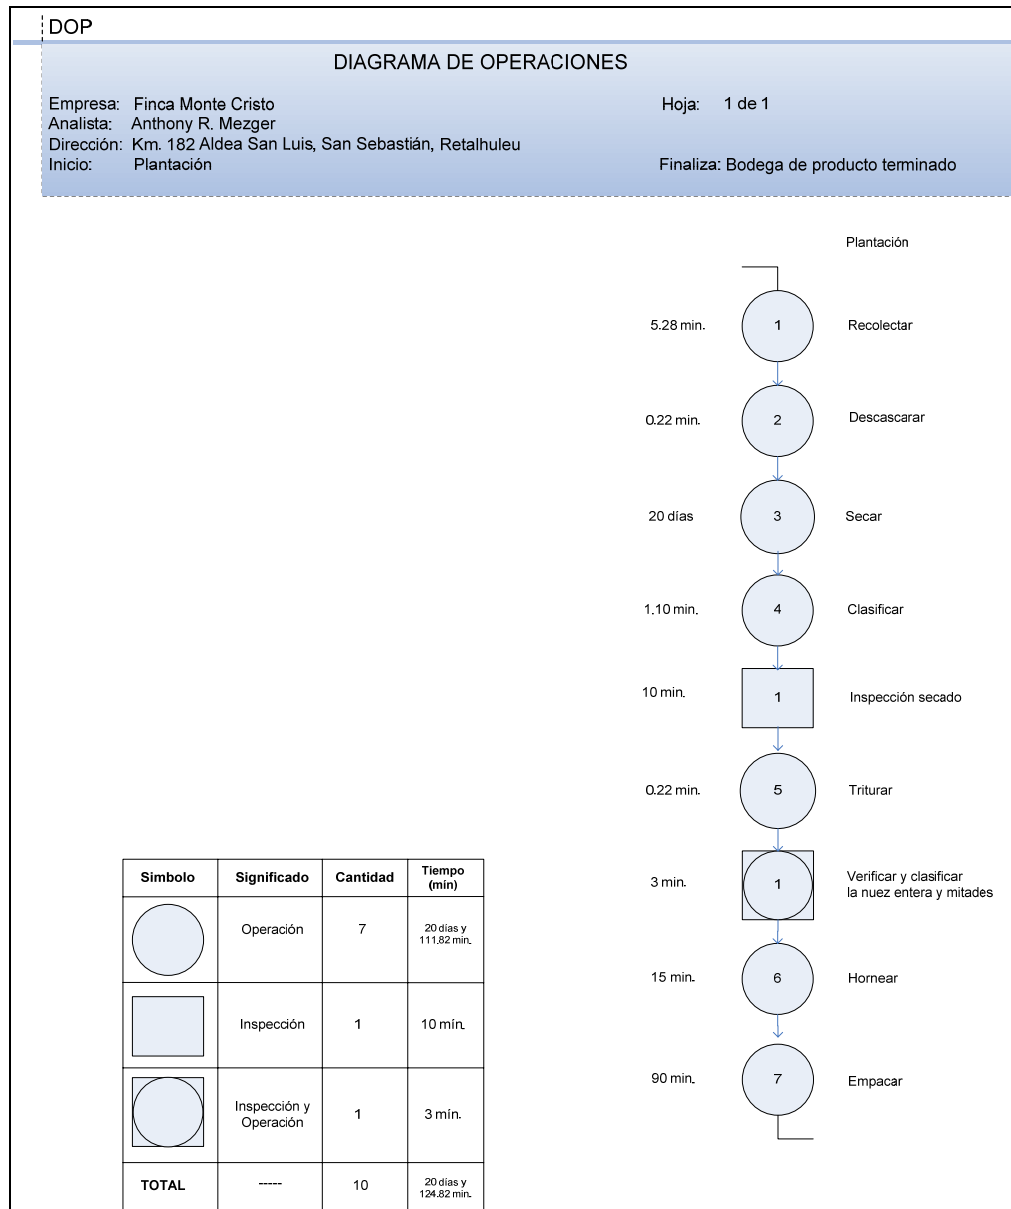 DOP
DIAGRAMA DE OPERACIONES
Empresa: Finca Monte Cristo
Hoja: 1 de 1
Analista: Anthony R. Mezger
Dirección: Km. 182 Aldea San Luis, San Sebastián, Retalhuleu
Inicio: Plantación
Finaliza: Bodega de producto terminado
Plantación
5.28 min. 1 Recolectar
0.22 min. 2 Descascarar
20 días 3 Secar
1.10 min. 4 Clasificar
10 min. 1 Inspección secado
0.22 min. 5 Triturar
3 min. 1 Verificar y clasificar
la nuez entera y mitades
15 min. 6 Hornear
90 min. 7 Empacar
Simbolo Significado Cantidad Tiempo
(mín)
Operación 7 20 días y
111.82 min.
Inspección 1 10 mín.
Inspección y
Operación 1 3 mín.
TOTAL ----- 10 20 días y
124.82 min.